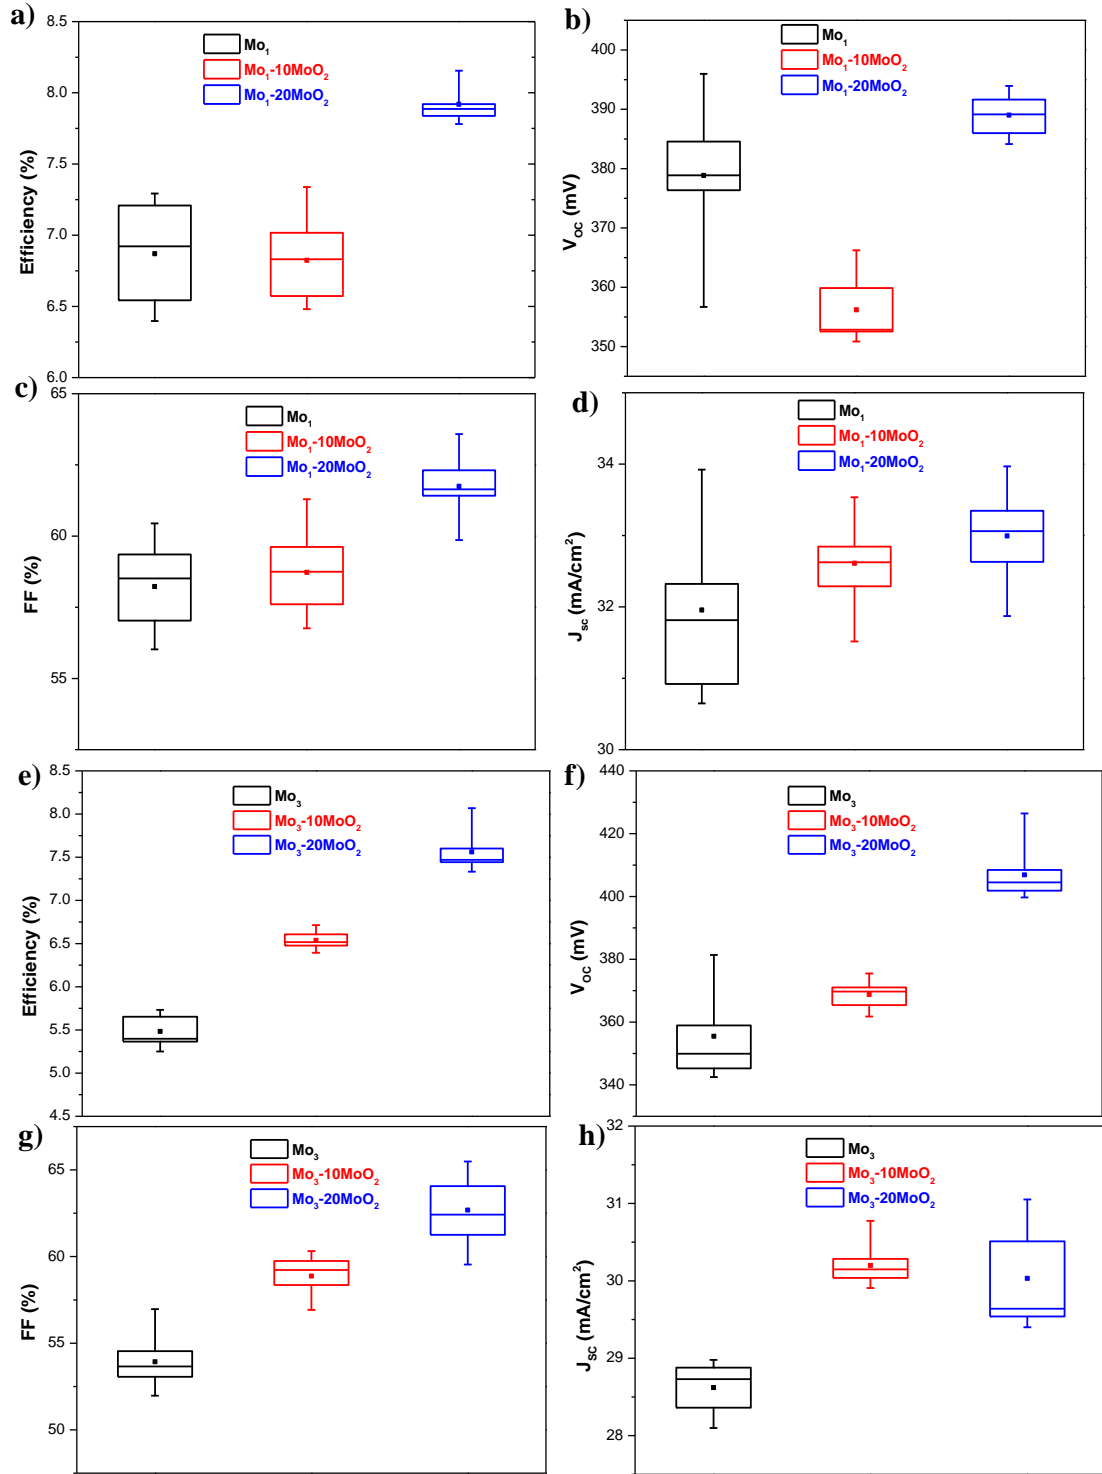 a)
8.5
8.0
7.5
7.0
6.5
6.0
Efficiency (%)
Mo1
Mo1-10MoO2
Mo1-20MoO2
b)
400
390
380
370
360
350
VOC (mV)
Mo1
Mo1-10MoO2
Mo1-20MoO2
c)
65
60
55
FF (%)
Mo1
Mo1-10MoO2
Mo1-20MoO2
d)
34
32
30
Jsc (mA/cm2)
Mo1
Mo1-10MoO2
Mo1-20MoO2
e)
8.5
8.0
7.5
7.0
6.5
6.0
5.5
5.0
4.5
Efficiency (%)
Mo3
Mo3-10MoO2
Mo3-20MoO2
f)
440
420
400
380
360
340
VOC (mV)
Mo3
Mo3-10MoO2
Mo3-20MoO2
g)
65
60
55
50
FF (%)
Mo3
Mo3-10MoO2
Mo3-20MoO2
h)
32
31
30
29
28
JSC (mA/cm2)
Mo3
Mo3-10MoO2
Mo3-20MoO2